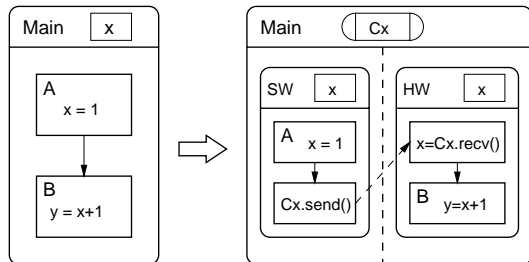 Main
x
A
x = 1
B
y = x+1
Main
Cx
SW
x
A
x = 1
Cx.send()
HW
x
x=Cx.recv()
B
y=x+1